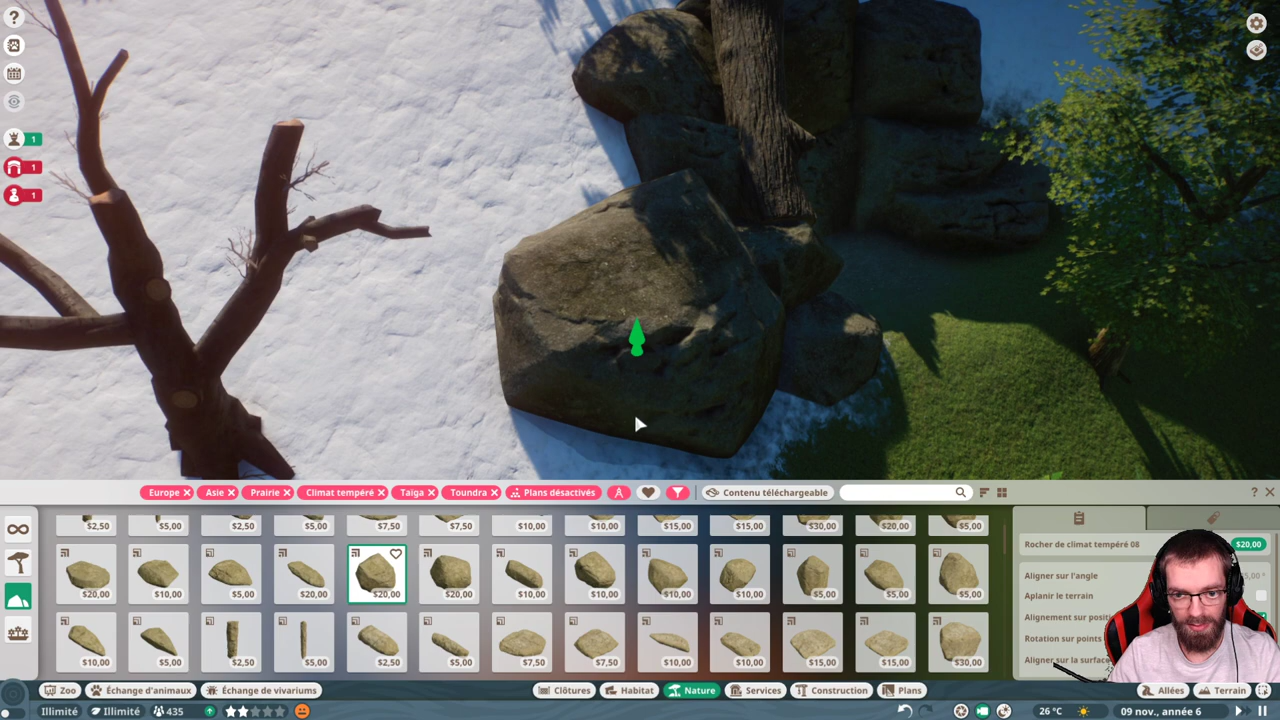 ?
1
1
1
Europe ✕ Asie ✕ Prairie ✕ Climat tempéré ✕ Taïga ✕ Toundra ✕ Plans désactivés Contenu téléchargeable ? ✕
$2,50 $5,00 $2,50 $5,00 $7,50 $7,50 $10,00 $10,00 $15,00 $15,00 $30,00 $20,00 $5,00
$20,00 $10,00 $5,00 $20,00 $20,00 $20,00 $10,00 $10,00 $10,00 $10,00 $5,00 $5,00 $5,00
$10,00 $5,00 $2,50 $5,00 $2,50 $5,00 $7,50 $7,50 $10,00 $10,00 $15,00 $15,00 $30,00
Rocher de climat tempéré 08 $20,00
Aligner sur l'angle
Aplanir le terrain
Alignement sur
Rotation sur points
Aligner sur la surface
Zoo Échange d'animaux Échange de vivariums Clôtures Habitat Nature Services Construction Plans Allées Terrain
Illimité Illimité 435 26 °C 09 nov., année 6